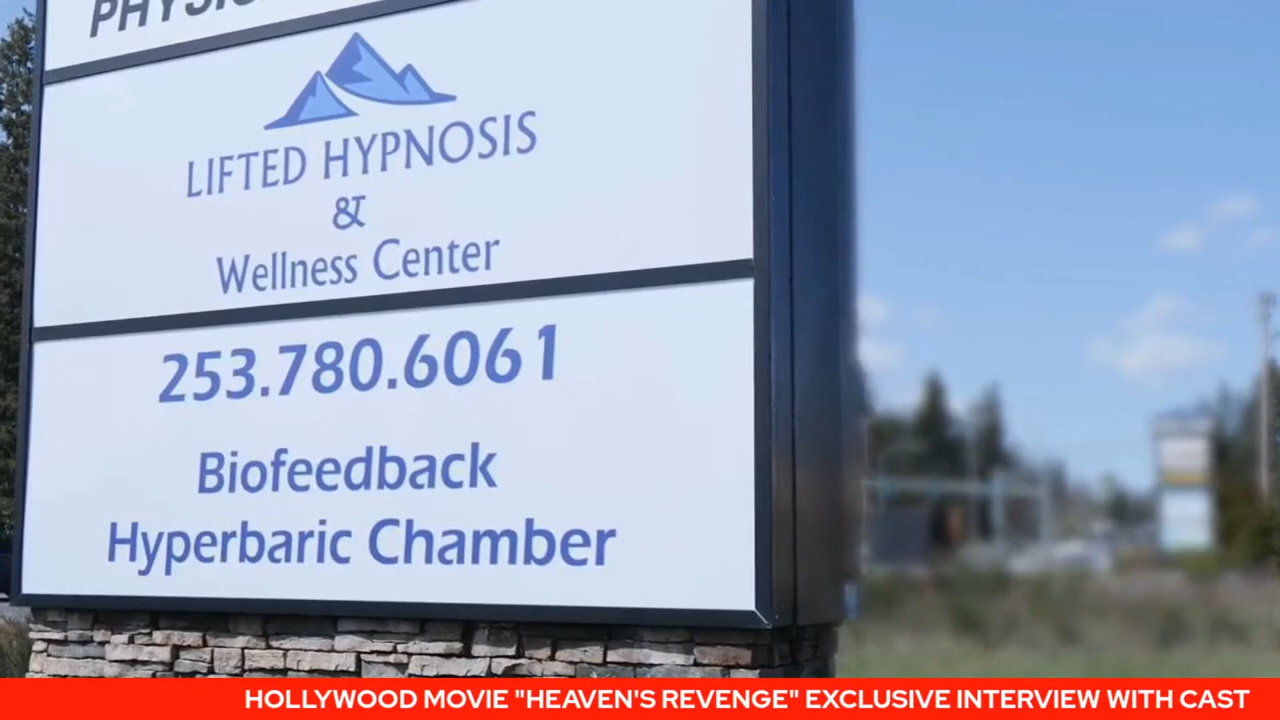 LIFTED HYPNOSIS
&
Wellness Center
253.780.6061
Biofeedback
Hyperbaric Chamber
HOLLYWOOD MOVIE "HEAVEN'S REVENGE" EXCLUSIVE INTERVIEW WITH CAST